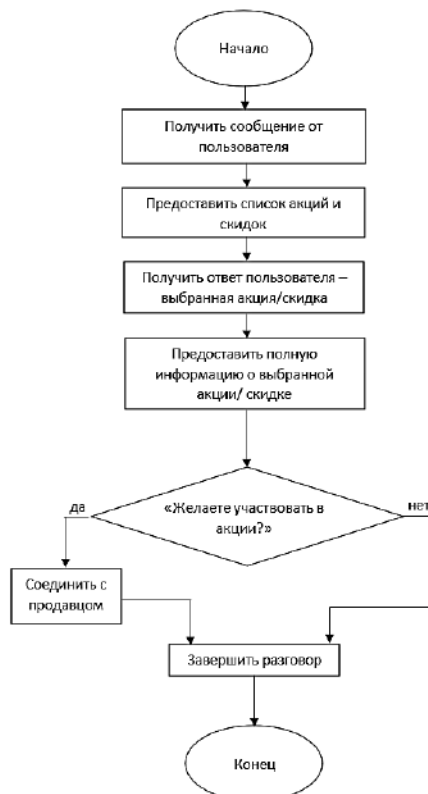 Начало
Получить сообщение от
пользователя
Предоставить список акций и
скидок
Получить ответ пользователя –
выбранная акция/скидка
Предоставить полную
информацию о выбранной
акции/ скидке
«Желаете участвовать в
акции?»
да
нет
Соединить с
продавцом
Завершить разговор
Конец